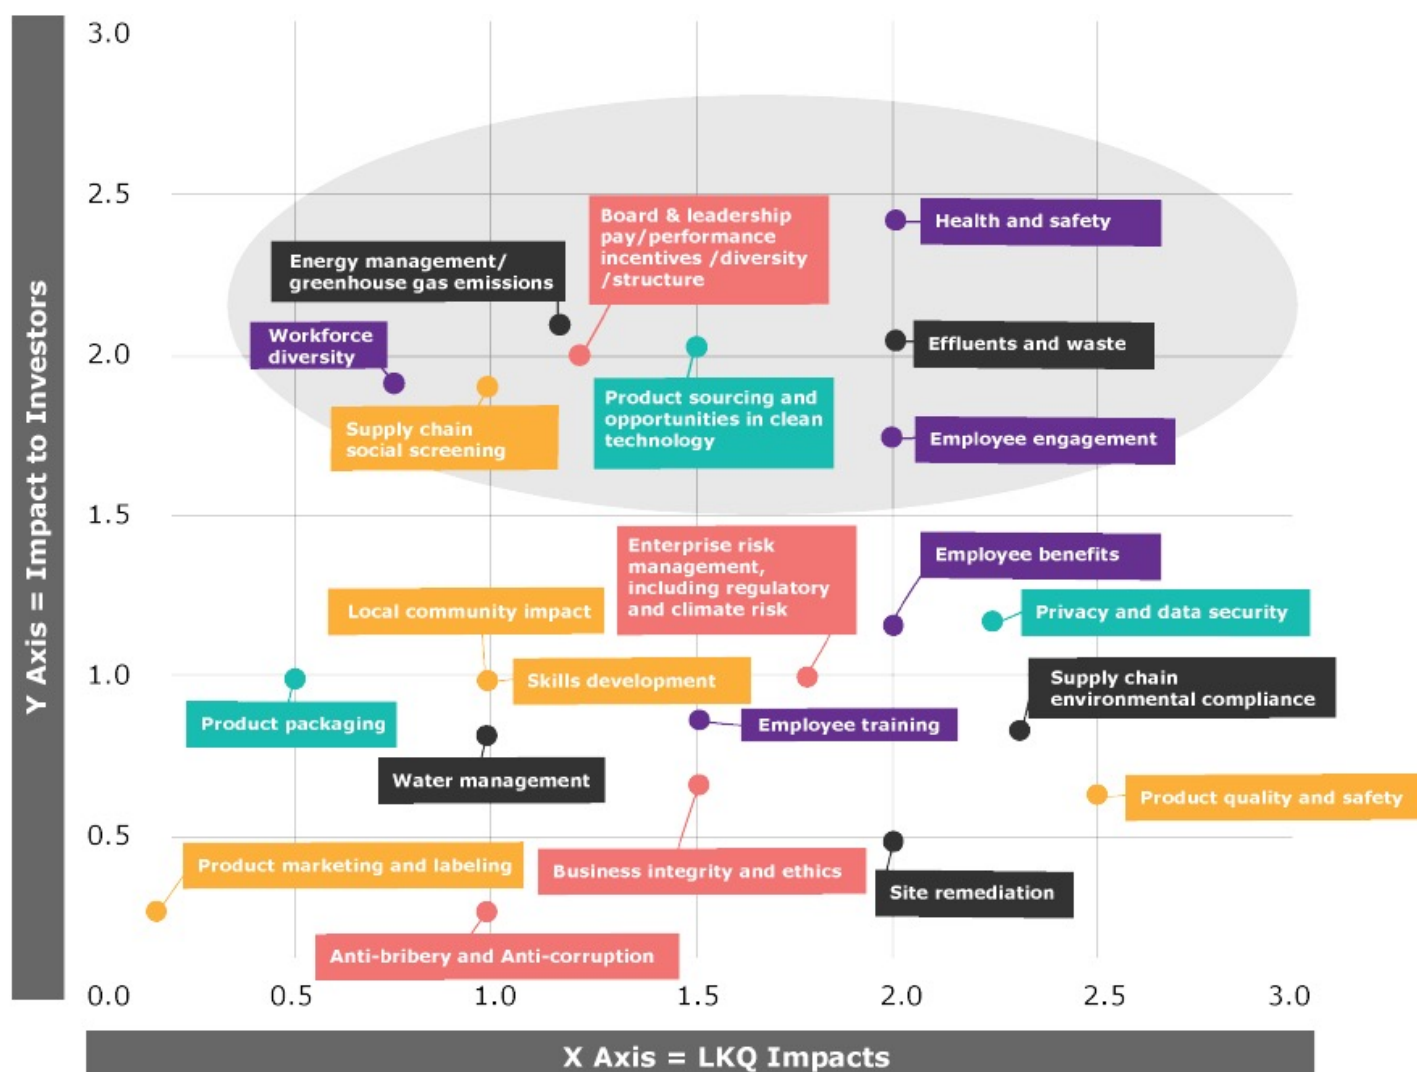 3.0
2.5
2.0
1.5
1.0
0.5
0.0
Y Axis = Impact to Investors
Board & leadership
pay/performance
incentives /diversity
/structure
Health and safety
Energy management/
greenhouse gas emissions
Workforce
diversity
Effluents and waste
Product sourcing and
opportunities in clean
technology
Supply chain
social screening
Employee engagement
Enterprise risk
management,
including regulatory
and climate risk
Employee benefits
Local community impact
Privacy and data security
Skills development
Supply chain
environmental compliance
Product packaging
Employee training
Water management
Product quality and safety
Product marketing and labeling
Business integrity and ethics
Site remediation
Anti-bribery and Anti-corruption
0.5
1.0
1.5
2.0
2.5
3.0
X Axis = LKQ Impacts